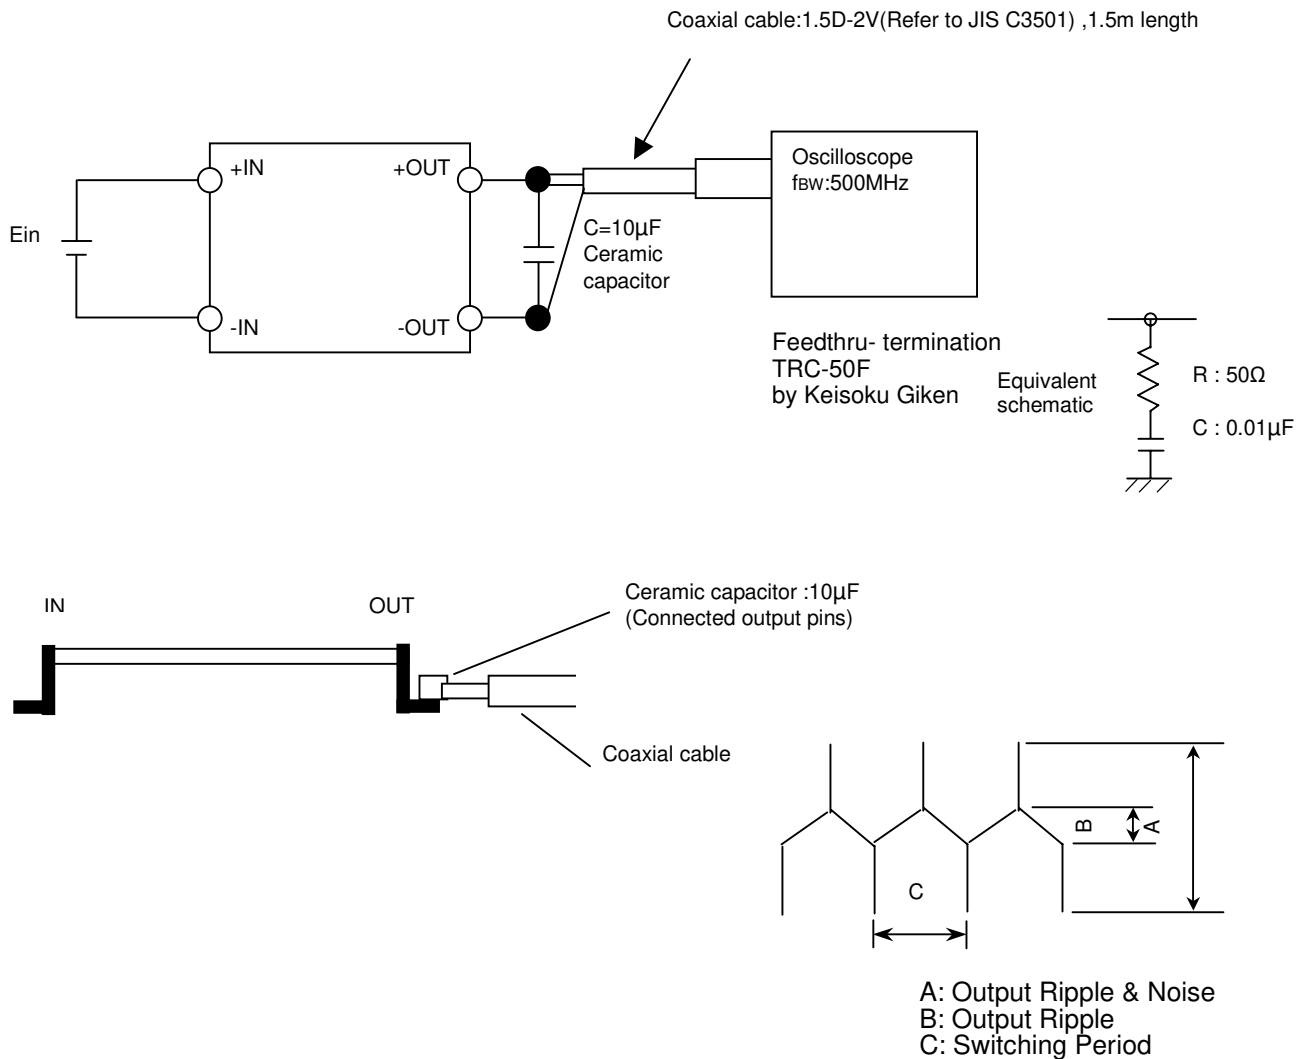 Coaxial cable:1.5D-2V(Refer to JIS C3501) ,1.5m length
+IN
+OUT
Oscilloscope
fBW:500MHz
Ein
C=10µF
Ceramic
capacitor
-IN
-OUT
Feedthru- termination
TRC-50F
by Keisoku Giken
Equivalent
schematic
R : 50Ω
C : 0.01µF
IN
OUT
Ceramic capacitor :10µF
(Connected output pins)
Coaxial cable
B
A
C
A: Output Ripple & Noise
B: Output Ripple
C: Switching Period